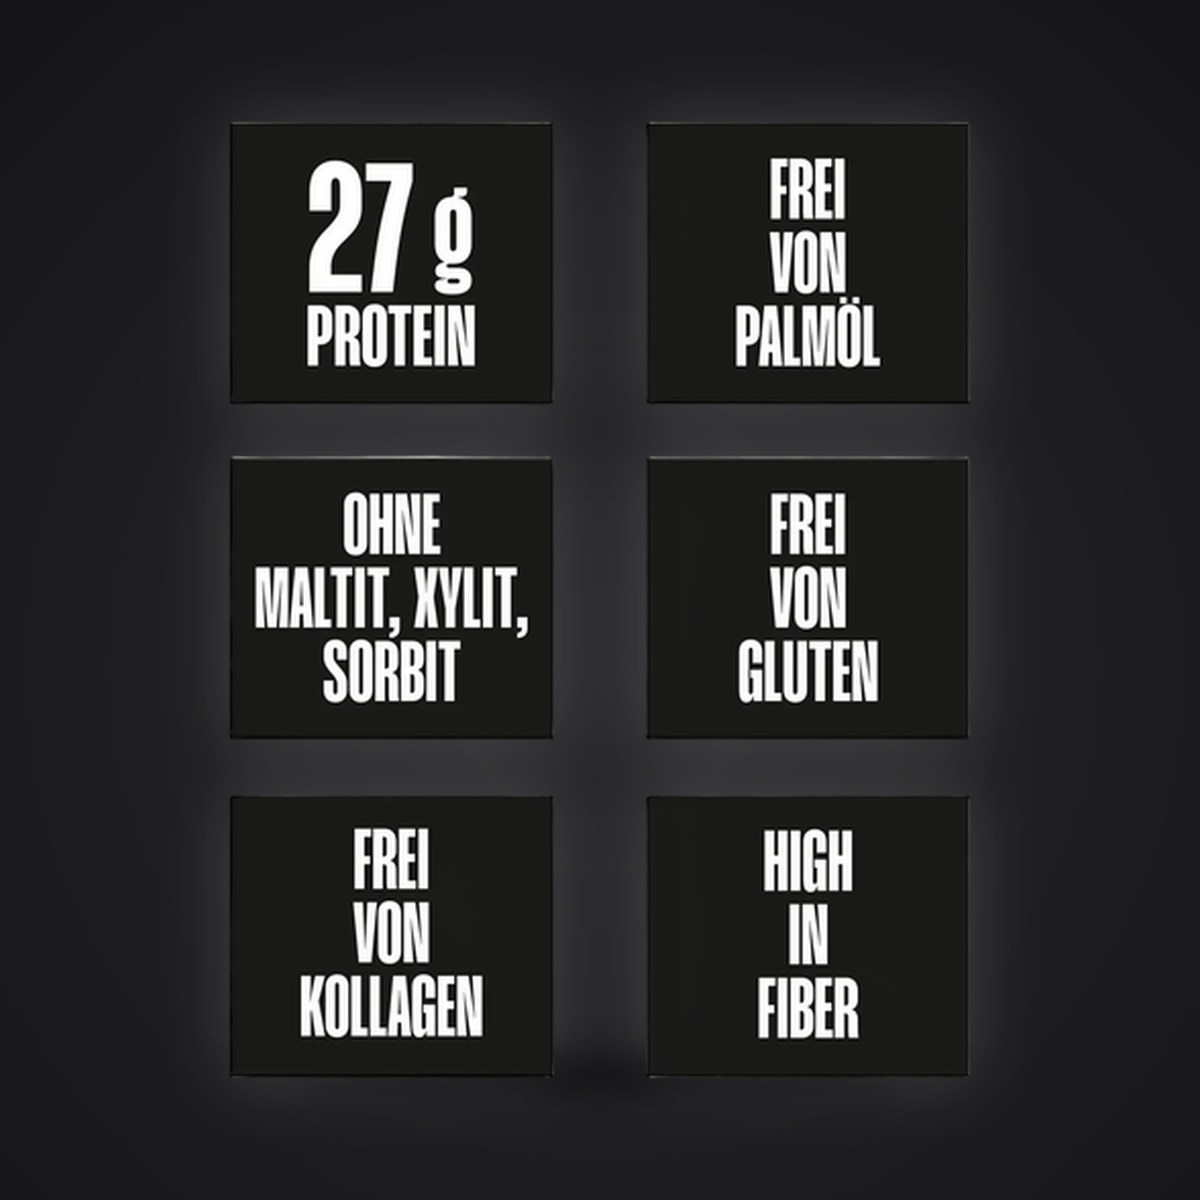 27 g
PROTEIN
FREI
VON
PALMÖL
OHNE
MALTIT, XYLIT,
SORBIT
FREI
VON
GLUTEN
FREI
VON
KOLLAGEN
HIGH
IN
FIBER